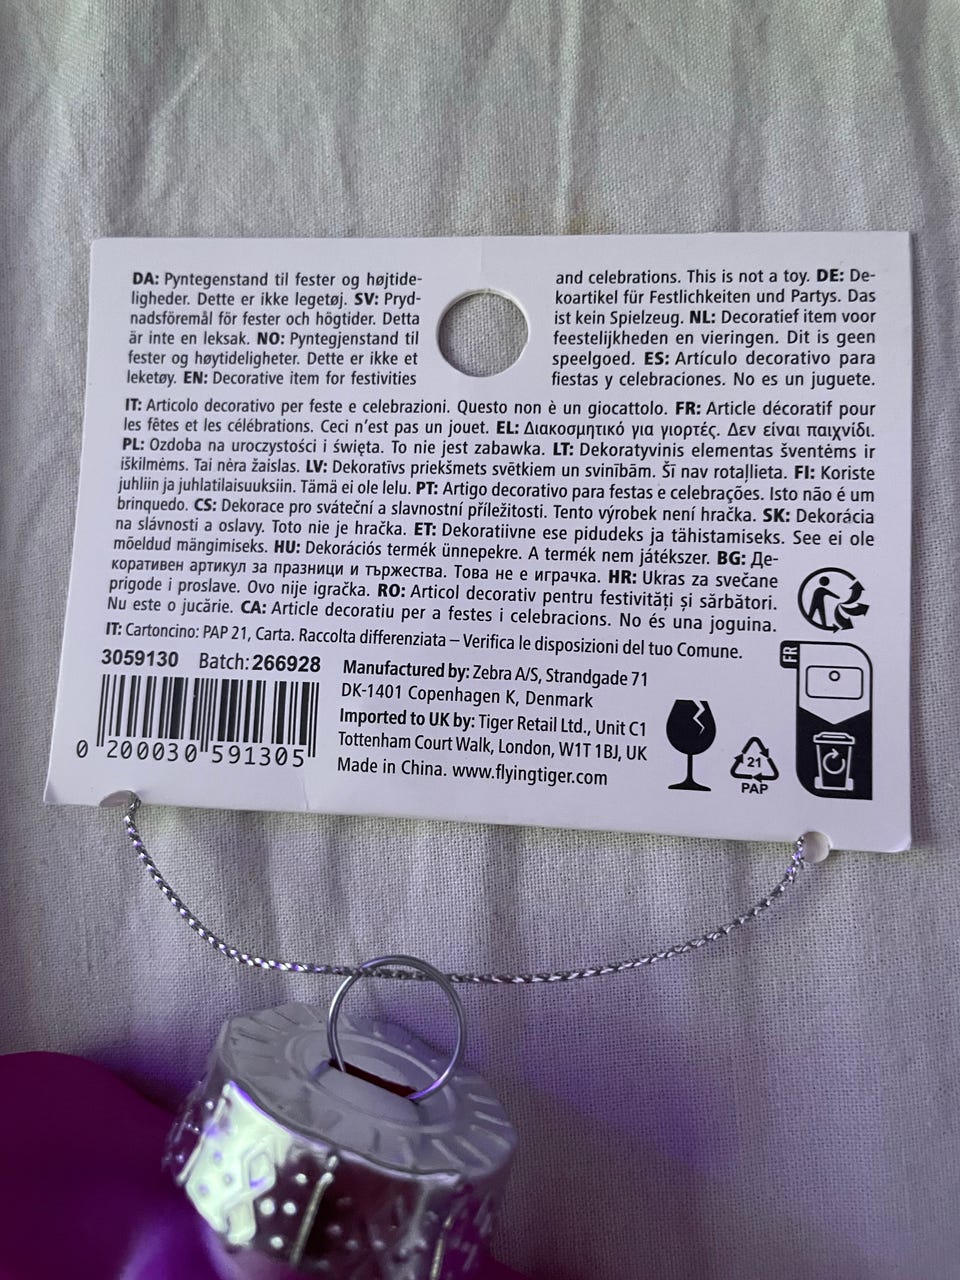 DA: Pyntegenstand til fester og højtide-
ligheder. Dette er ikke legetøj. SV: Pryd-
nadsföremål för fester och högtider. Detta
är inte en leksak. NO: Pyntegjenstand til
fester og høytideligheter. Dette er ikke et
leketøy. EN: Decorative item for festivities
and celebrations. This is not a toy. DE: De-
koartikel für Festlichkeiten und Partys. Das
ist kein Spielzeug. NL: Decoratief item voor
feestelijkheden en vieringen. Dit is geen
speelgoed. ES: Artículo decorativo para
fiestas y celebraciones. No es un juguete.
IT: Articolo decorativo per feste e celebrazioni. Questo non è un giocattolo. FR: Article décoratif pour
les fêtes et les célébrations. Ceci n'est pas un jouet. EL: Διακοσμητικό για γιορτές. Δεν είναι παιχνίδι.
PL: Ozdoba na uroczystości i święta. To nie jest zabawka. LT: Dekoratyvinis elementas šventėms ir
iškilmėms. Tai nėra žaislas. LV: Dekoratīvs priekšmets svētkiem un svinībām. Šī nav rotaļlieta. FI: Koriste
juhliin ja juhlatilaisuuksiin. Tämä ei ole lelu. PT: Artigo decorativo para festas e celebrações. Isto não é um
brinquedo. CS: Dekorace pro sváteční a slavnostní příležitosti. Tento výrobek není hračka. SK: Dekorácia
na slávnosti a oslavy. Toto nie je hračka. ET: Dekoratiivne ese pidudeks ja tähistamiseks. See ei ole
mõeldud mängimiseks. HU: Dekorációs termék ünnepekre. A termék nem játékszer. BG: Де-
коративен артикул за празници и тържества. Това не е играчка. HR: Ukras za svečane
prigode i proslave. Ovo nije igračka. RO: Articol decorativ pentru festivități și sărbători.
Nu este o jucărie. CA: Article decoratiu per a festes i celebracions. No és una joguina.
IT: Cartoncino: PAP 21, Carta. Raccolta differenziata – Verifica le disposizioni del tuo Comune.
FR
3059130 Batch: 266928
0 200030 591305
Manufactured by: Zebra A/S, Strandgade 71
DK-1401 Copenhagen K, Denmark
Imported to UK by: Tiger Retail Ltd., Unit C1
Tottenham Court Walk, London, W1T 1BJ, UK
Made in China. www.flyingtiger.com
21
PAP